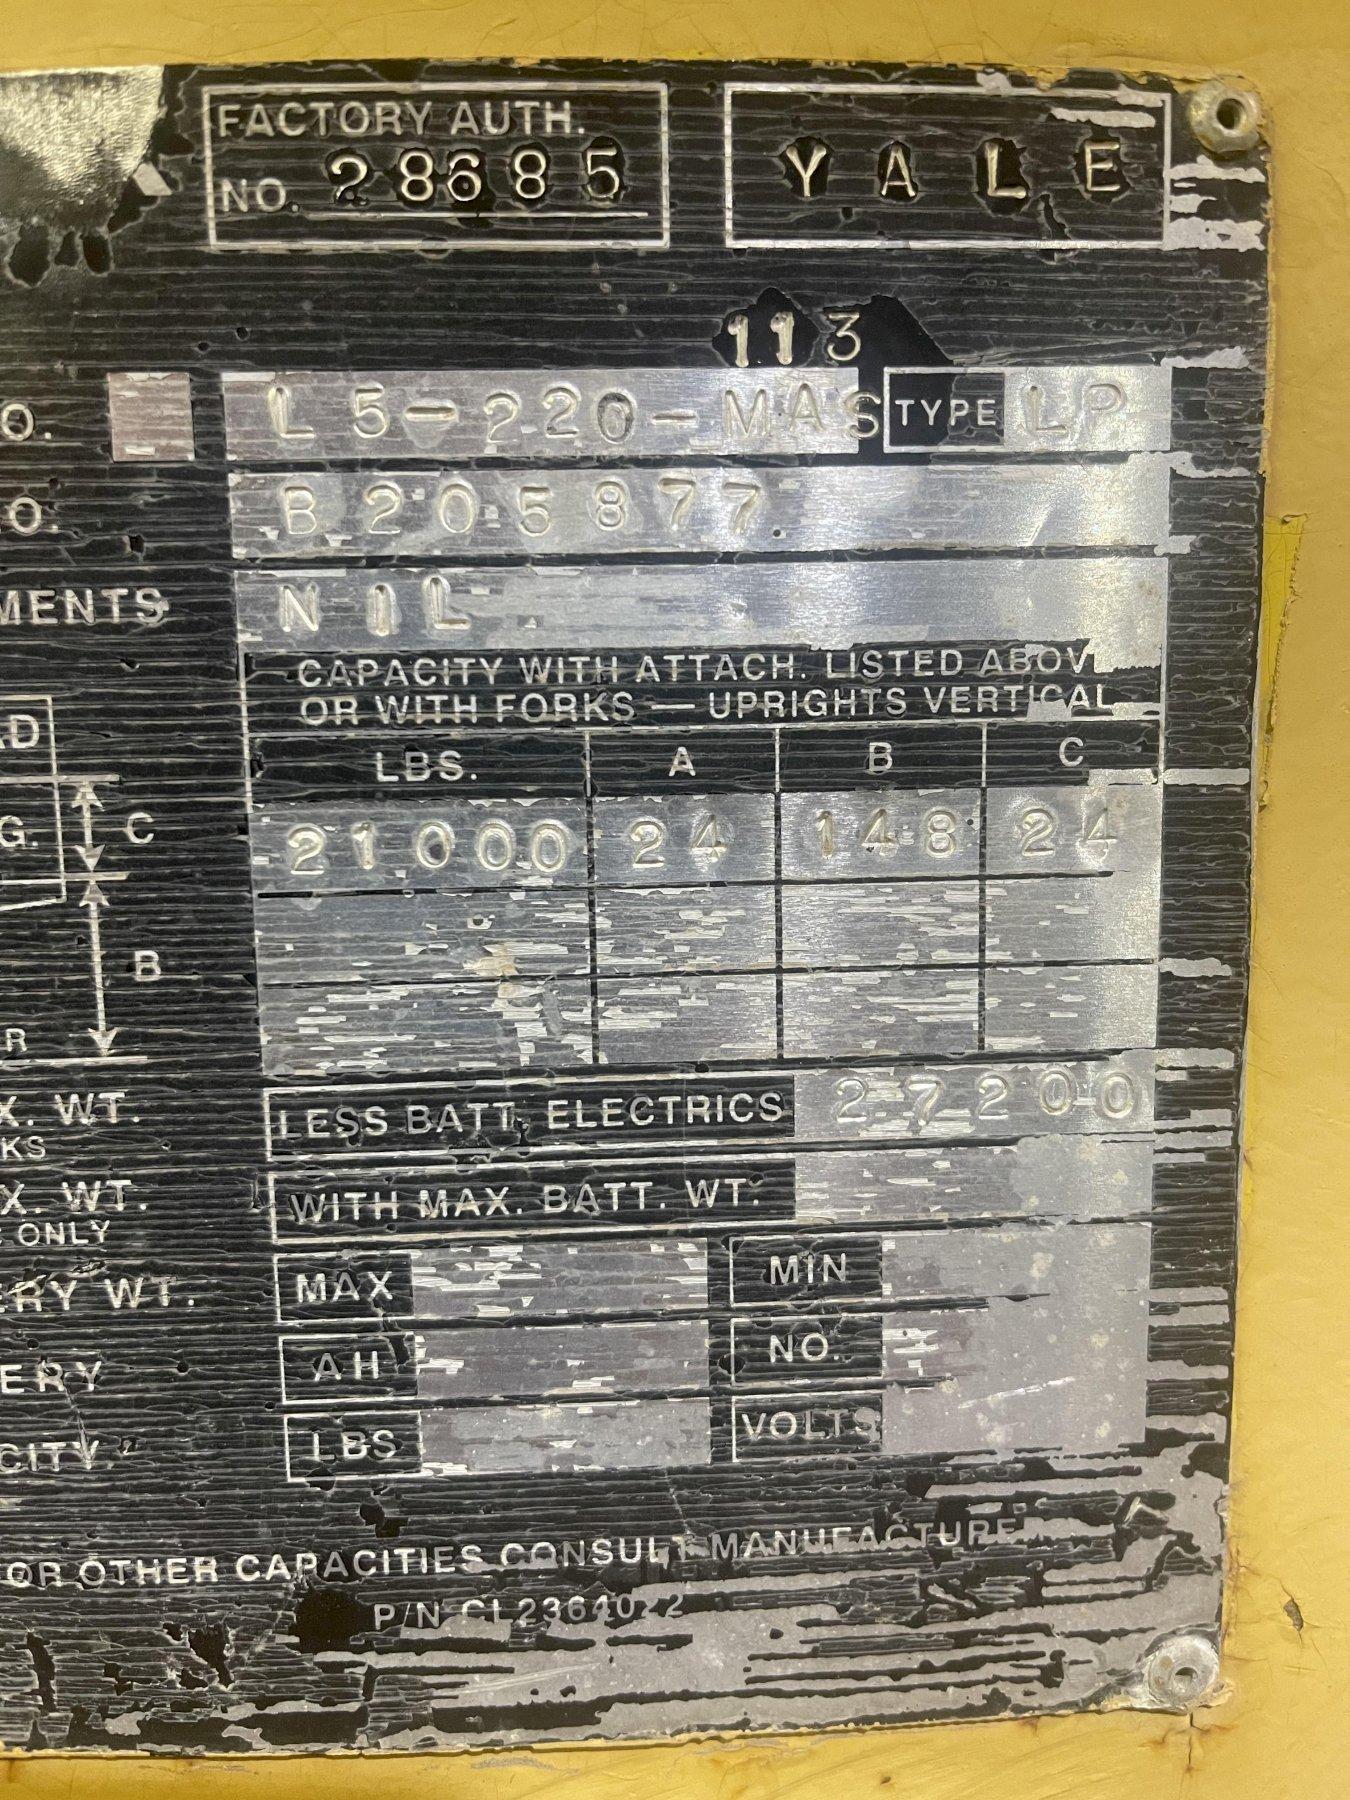 FACTORY AUTH.
NO. 28685
YALE
113
O. L5-220-MAS TYPE LP
O. B205877
MENTS NIL
CAPACITY WITH ATTACH. LISTED ABOV
OR WITH FORKS — UPRIGHTS VERTICAL
AD
LBS. A B C
G. C 21000 24 148 24
B
R
X. WT. LESS BATT. ELECTRICS 27200
KS
X. WT. WITH MAX. BATT. WT.
ONLY
ERY WT. MAX MIN
ERY AH NO.
CITY. LBS VOLTS
OR OTHER CAPACITIES CONSULT MANUFACTURE